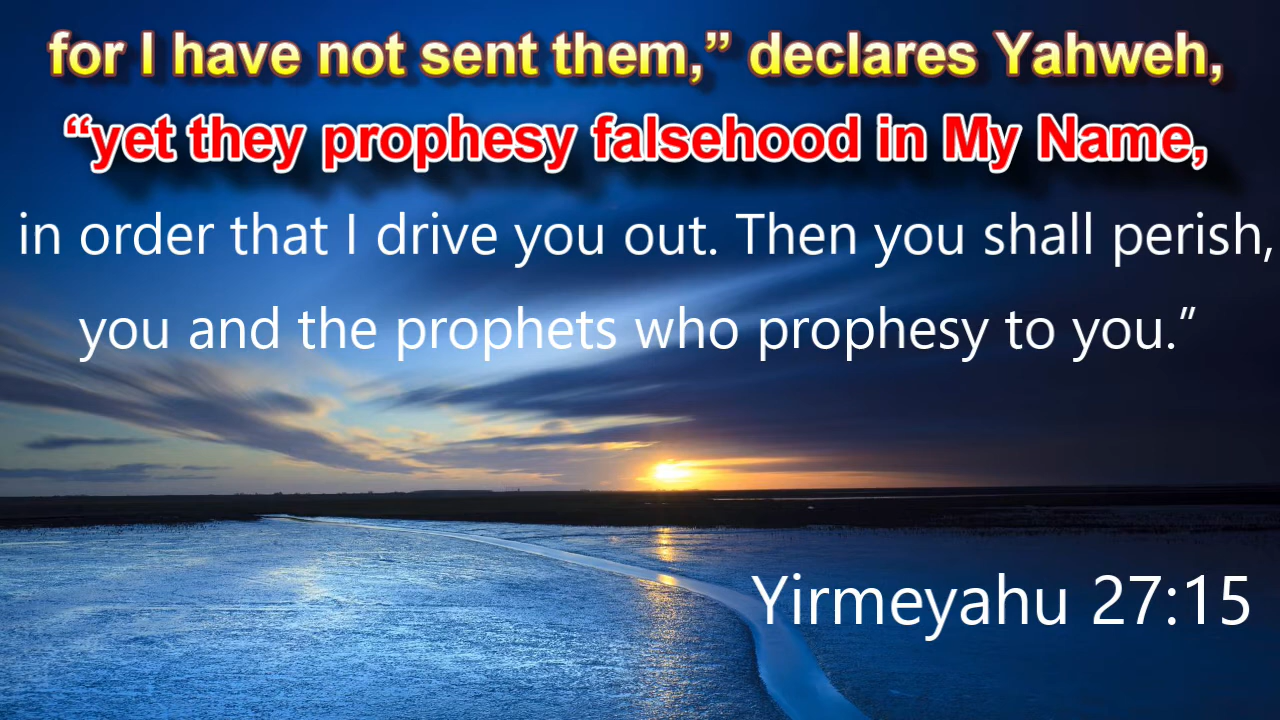 for I have not sent them,” declares Yahweh,
“yet they prophesy falsehood in My Name,
in order that I drive you out. Then you shall perish,
you and the prophets who prophesy to you.”
Yirmeyahu 27:15